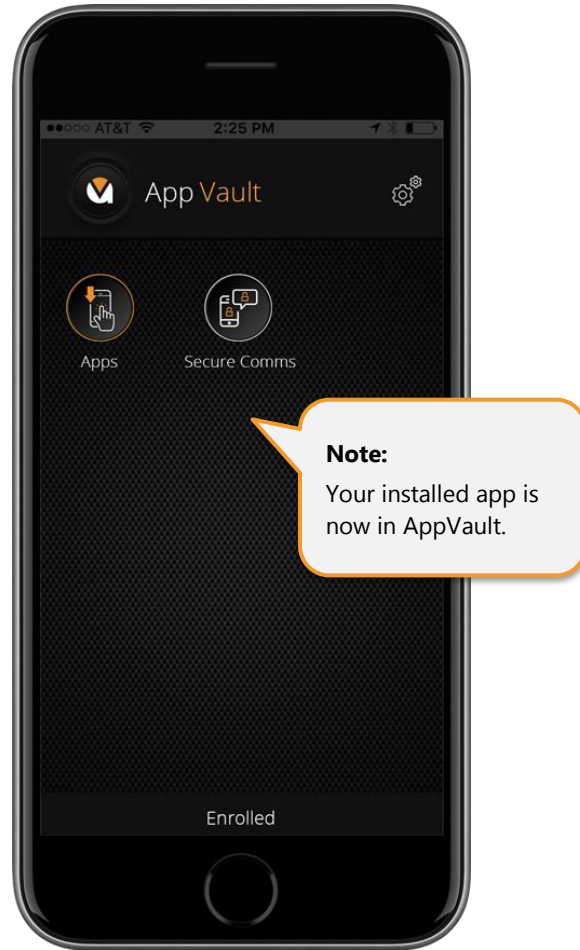 AT&T 2:25 PM
App Vault
Apps Secure Comms
Note:
Your installed app is
now in AppVault.
Enrolled